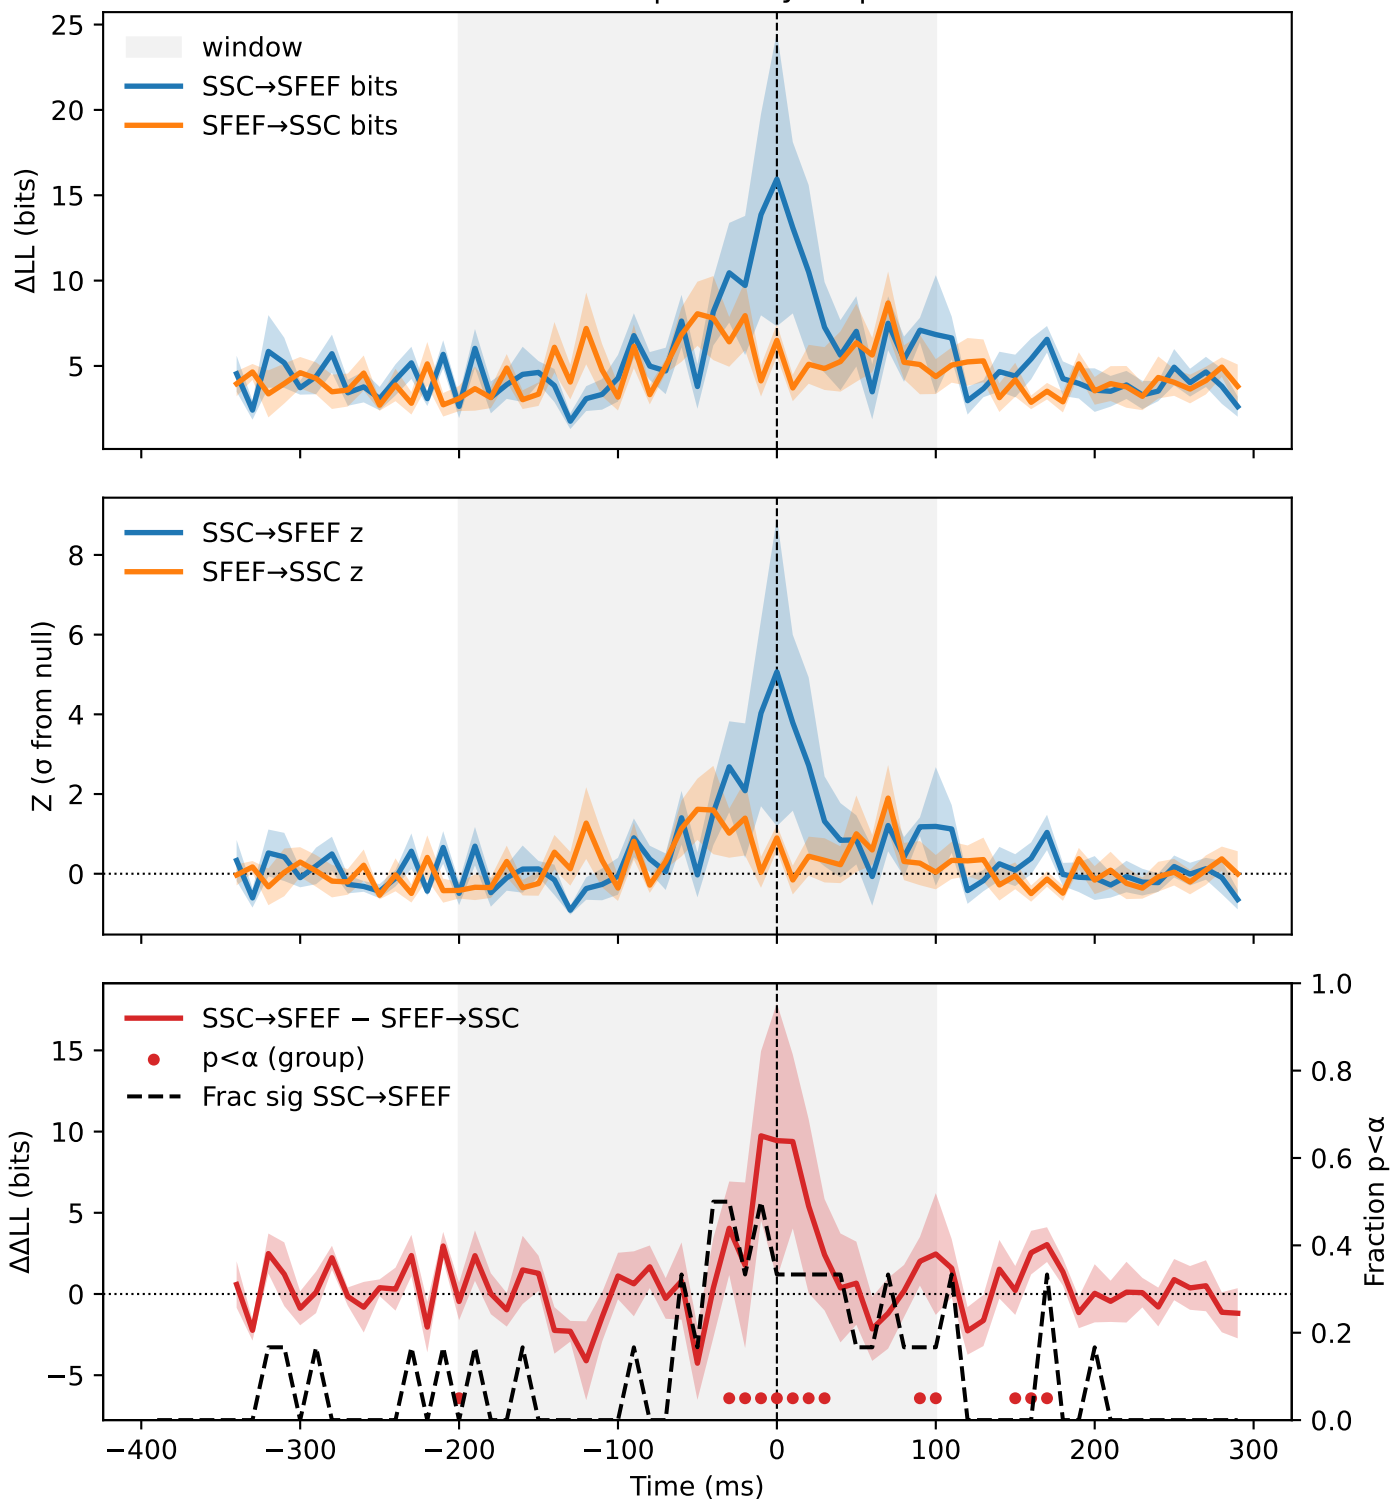 25
20
15
10
5
ΔLL (bits)
window
SSC→SFEF bits
SFEF→SSC bits
8
6
4
2
0
Z (σ from null)
SSC→SFEF z
SFEF→SSC z
15
10
5
0
−5
ΔΔLL (bits)
SSC→SFEF − SFEF→SSC
p<α (group)
Frac sig SSC→SFEF
1.0
0.8
0.6
0.4
0.2
0.0
Fraction p<α
−400
−300
−200
−100
0
100
200
300
Time (ms)